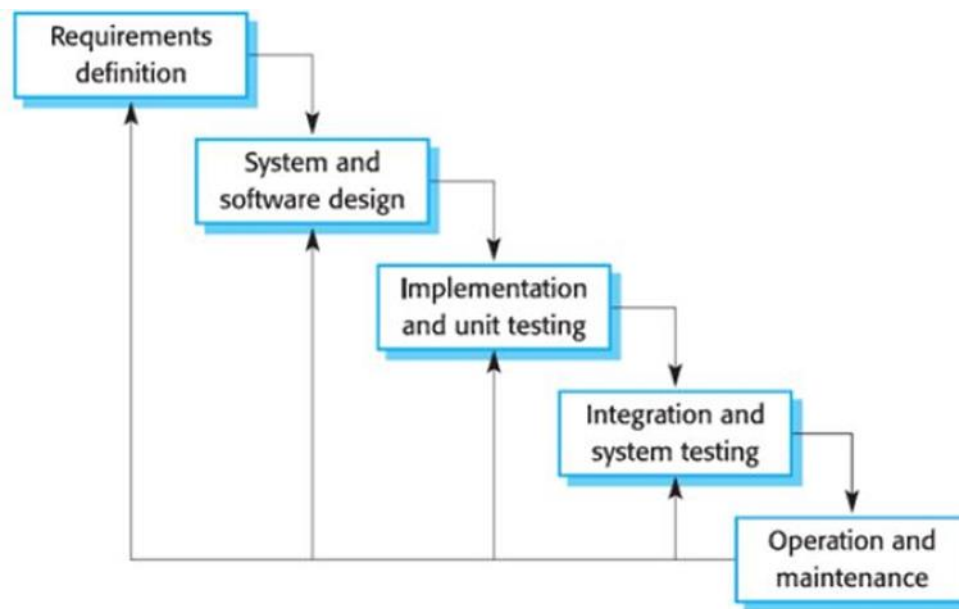 Requirements
definition
System and
software design
Implementation
and unit testing
Integration and
system testing
Operation and
maintenance